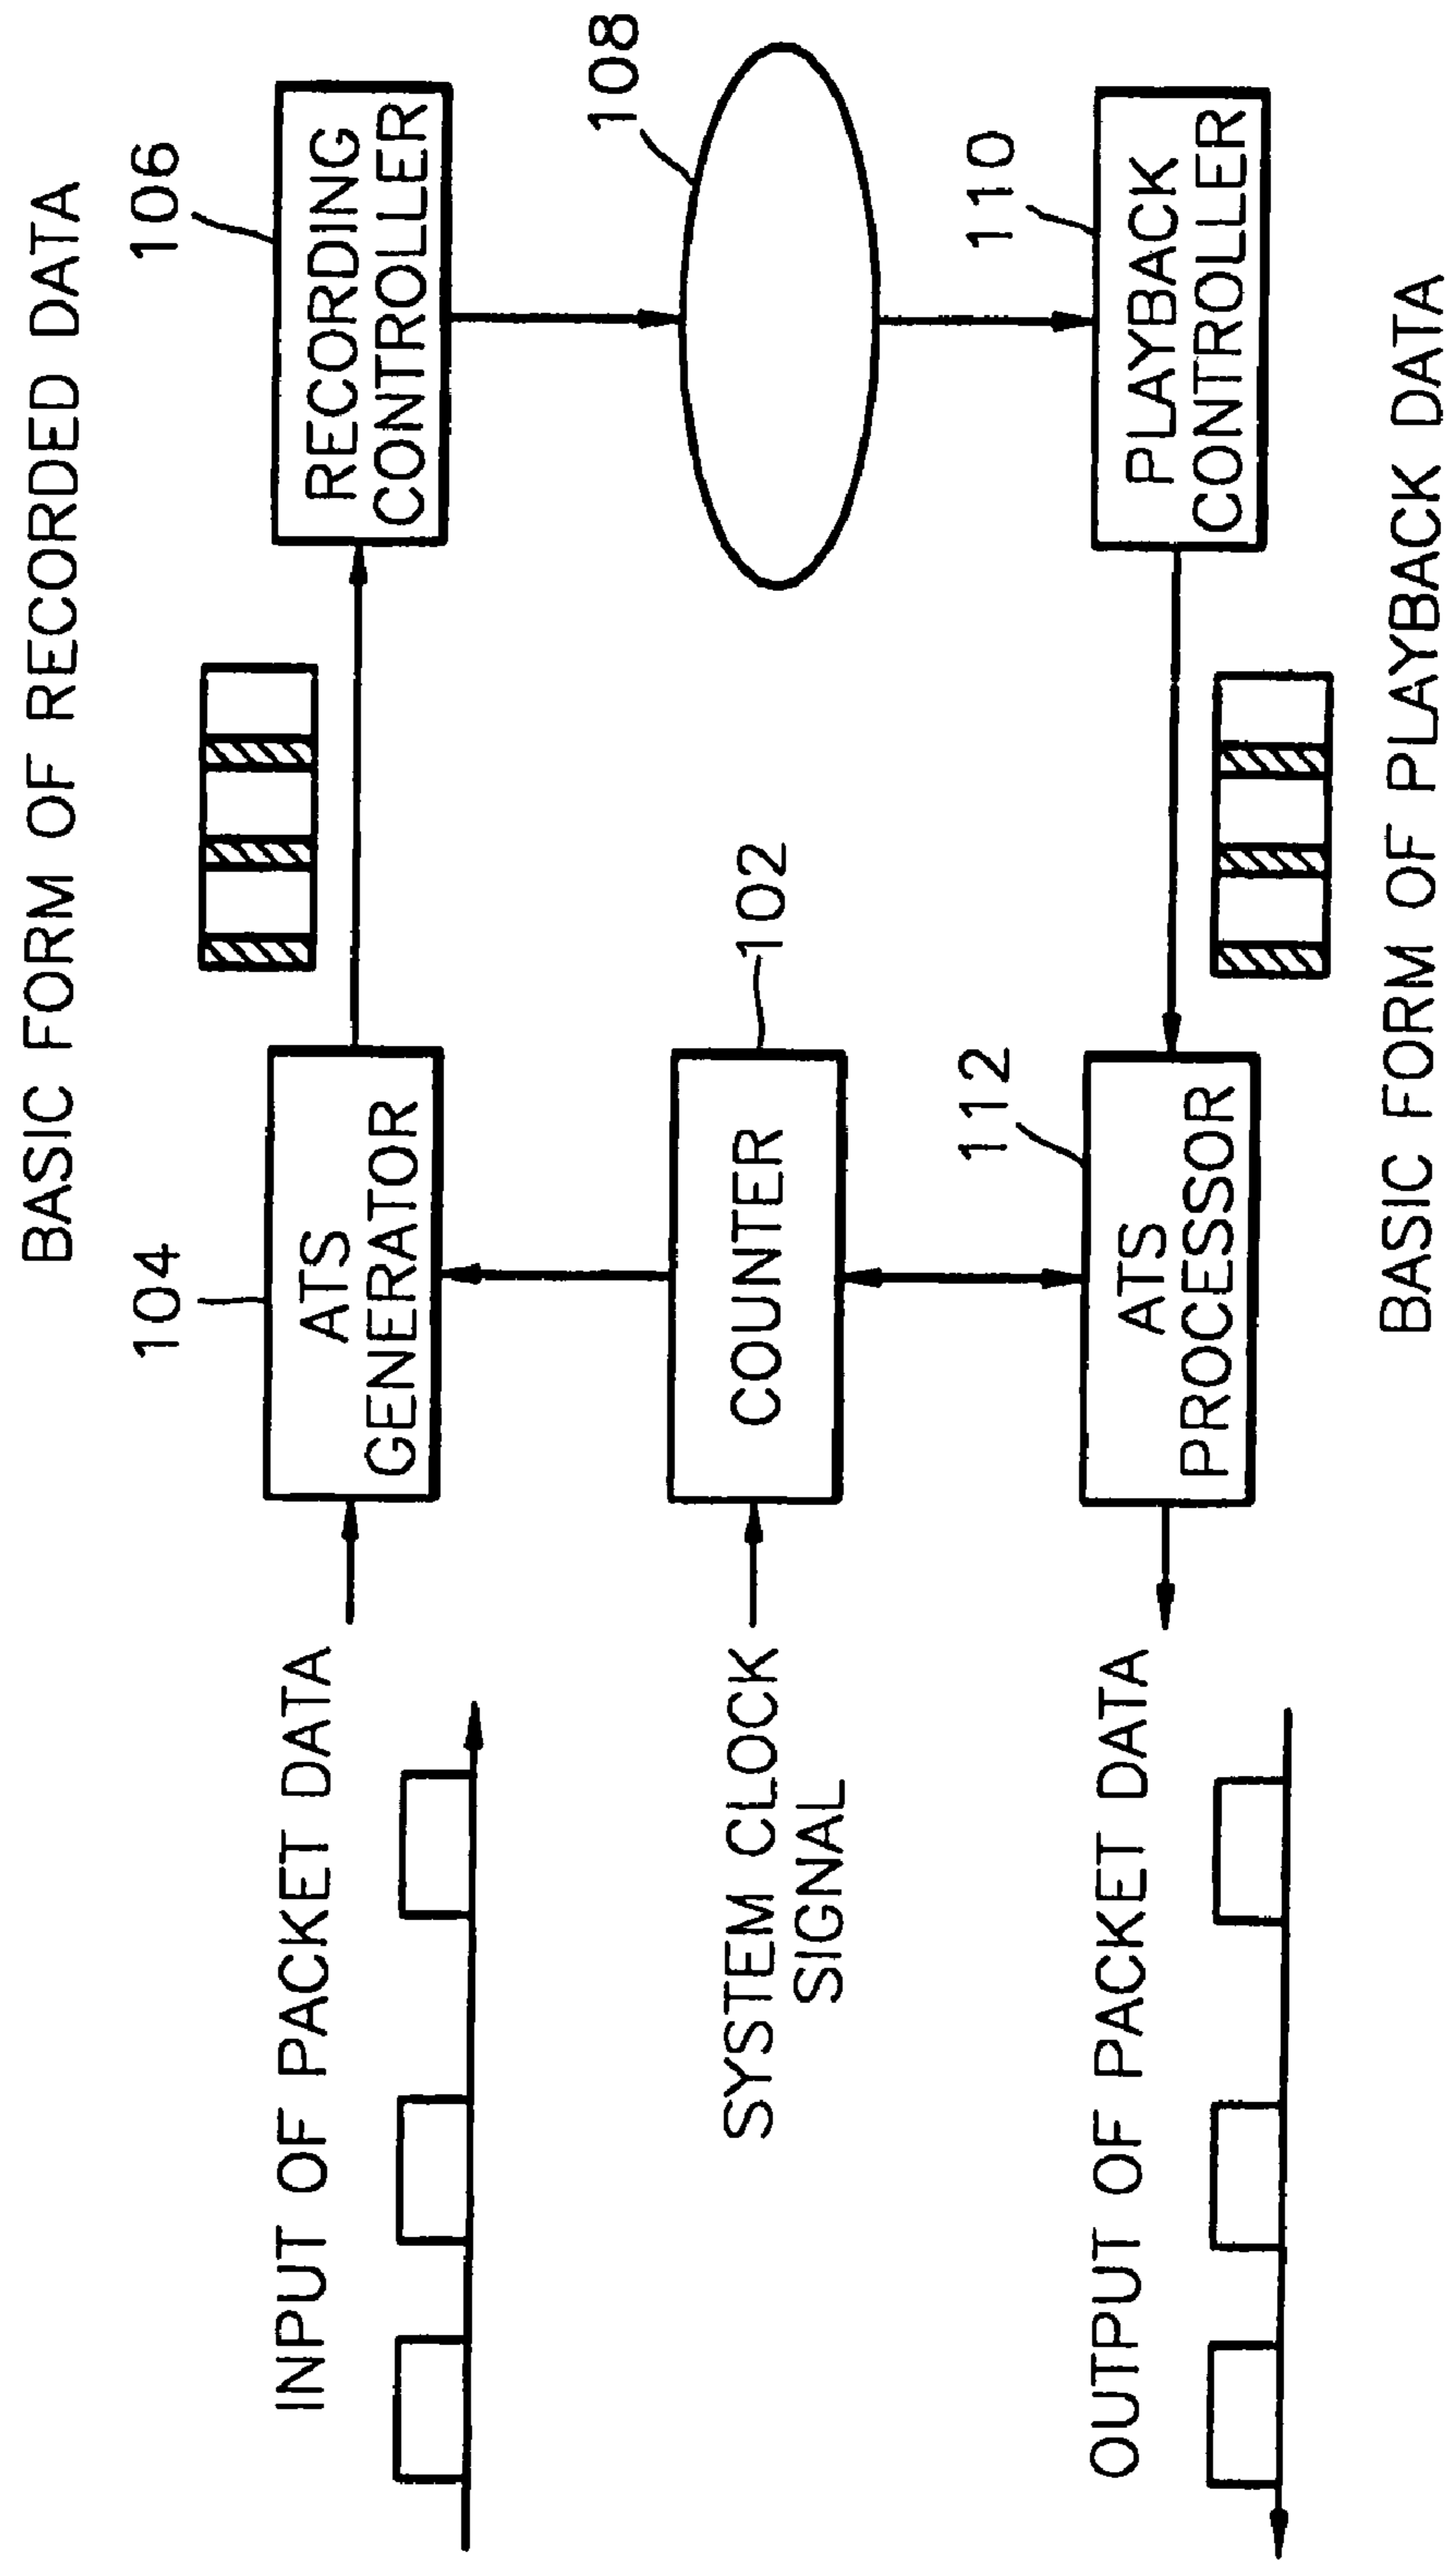 BASIC FORM OF RECORDED DATA
104
106
INPUT OF PACKET DATA
ATS
GENERATOR
RECORDING
CONTROLLER
108
102
SYSTEM CLOCK
SIGNAL
COUNTER
112
110
OUTPUT OF PACKET DATA
ATS
PROCESSOR
PLAYBACK
CONTROLLER
BASIC FORM OF PLAYBACK DATA